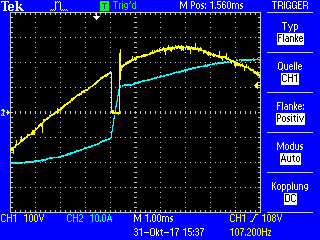 Tek T Trig'd M Pos: 1.560ms TRIGGER
Typ
Flanke
Quelle
CH1
Flanke:
Positiv
Modus
Auto
Kopplung
DC
2
CH1 100V CH2 10.0A M 1.00ms CH1 / 108V
31-Okt-17 15:37 107.200Hz